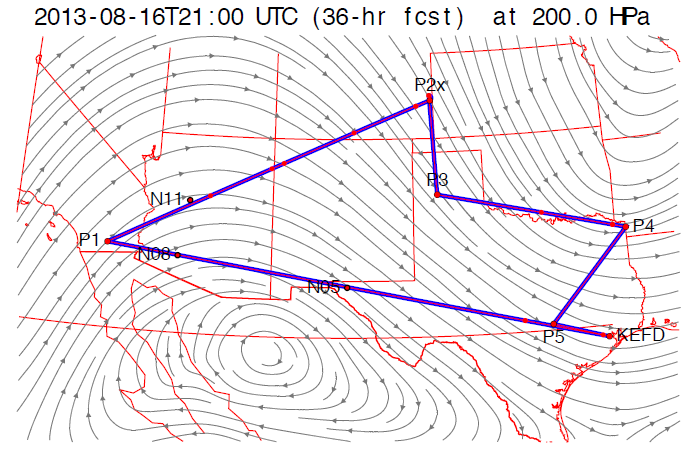 2013-08-16T21:00 UTC (36-hr fcst) at 200.0 HPa
P2x
P3
N11
P4
P1
N08
N05
P5
KEFD